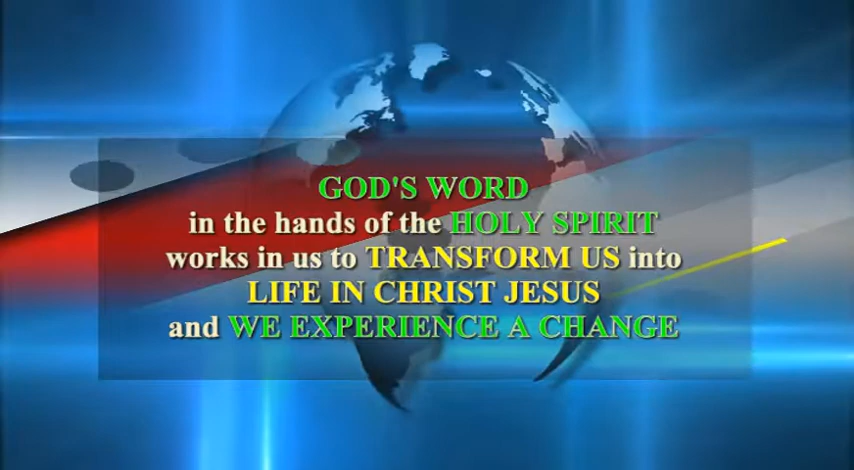 GOD'S WORD
in the hands of the HOLY SPIRIT
works in us to TRANSFORM US into
LIFE IN CHRIST JESUS
and WE EXPERIENCE A CHANGE